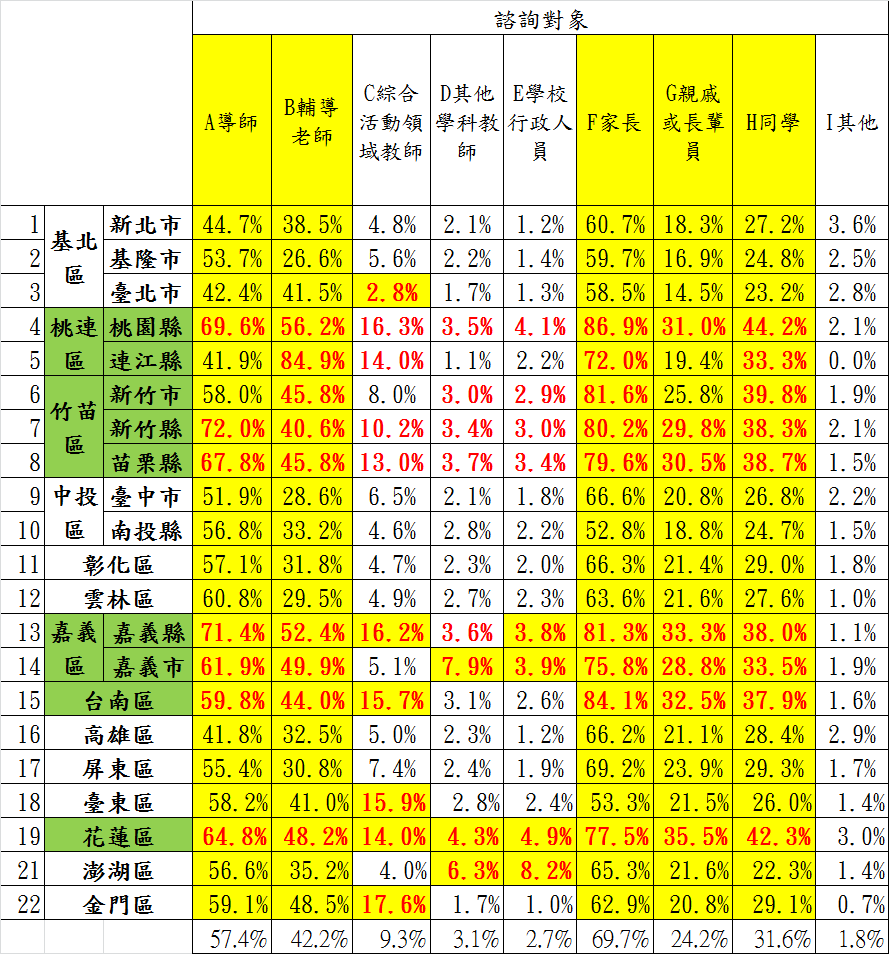 諮詢對象
A導師 B輔導老師 C綜合活動領域教師 D其他學科教師 E學校行政人員 F家長 G親戚或長輩員 H同學 I其他
1 基北區 新北市 44.7% 38.5% 4.8% 2.1% 1.2% 60.7% 18.3% 27.2% 3.6%
2 基隆市 53.7% 26.6% 5.6% 2.2% 1.4% 59.7% 16.9% 24.8% 2.5%
3 臺北市 42.4% 41.5% 2.8% 1.7% 1.3% 58.5% 14.5% 23.2% 2.8%
4 桃連區 桃園縣 69.6% 56.2% 16.3% 3.5% 4.1% 86.9% 31.0% 44.2% 2.1%
5 連江縣 41.9% 84.9% 14.0% 1.1% 2.2% 72.0% 19.4% 33.3% 0.0%
6 竹苗區 新竹市 58.0% 45.8% 8.0% 3.0% 2.9% 81.6% 25.8% 39.8% 1.9%
7 新竹縣 72.0% 40.6% 10.2% 3.4% 3.0% 80.2% 29.8% 38.3% 2.1%
8 苗栗縣 67.8% 45.8% 13.0% 3.7% 3.4% 79.6% 30.5% 38.7% 1.5%
9 中投區 臺中市 51.9% 28.6% 6.5% 2.1% 1.8% 66.6% 20.8% 26.8% 2.2%
10 南投縣 56.8% 33.2% 4.6% 2.8% 2.2% 52.8% 18.8% 24.7% 1.5%
11 彰化區 57.1% 31.8% 4.7% 2.3% 2.0% 66.3% 21.4% 29.0% 1.8%
12 雲林區 60.8% 29.5% 4.9% 2.7% 2.3% 63.6% 21.6% 27.6% 1.0%
13 嘉義區 嘉義縣 71.4% 52.4% 16.2% 3.6% 3.8% 81.3% 33.3% 38.0% 1.1%
14 嘉義市 61.9% 49.9% 5.1% 7.9% 3.9% 75.8% 28.8% 33.5% 1.9%
15 台南區 59.8% 44.0% 15.7% 3.1% 2.6% 84.1% 32.5% 37.9% 1.6%
16 高雄區 41.8% 32.5% 5.0% 2.3% 1.2% 66.2% 21.1% 28.4% 2.9%
17 屏東區 55.4% 30.8% 7.4% 2.4% 1.9% 69.2% 23.9% 29.3% 1.7%
18 臺東區 58.2% 41.0% 15.9% 2.8% 2.4% 53.3% 21.5% 26.0% 1.4%
19 花蓮區 64.8% 48.2% 14.0% 4.3% 4.9% 77.5% 35.5% 42.3% 3.0%
21 澎湖區 56.6% 35.2% 4.0% 6.3% 8.2% 65.3% 21.6% 22.3% 1.4%
22 金門區 59.1% 48.5% 17.6% 1.7% 1.0% 62.9% 20.8% 29.1% 0.7%
57.4% 42.2% 9.3% 3.1% 2.7% 69.7% 24.2% 31.6% 1.8%